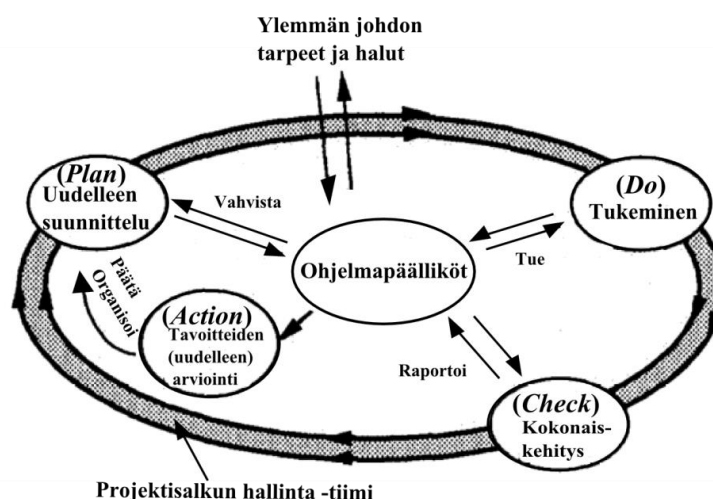 Ylemmän johdon
tarpeet ja halut
(Plan)
Uudelleen
suunnittelu
Vahvista
(Do)
Tukeminen
Ohjelmapäälliköt
Tue
Päätä
Organisoi
(Action)
Tavoitteiden
(uudelleen)
arviointi
Raportoi
(Check)
Kokonais-
kehitys
Projektisalkun hallinta -tiimi